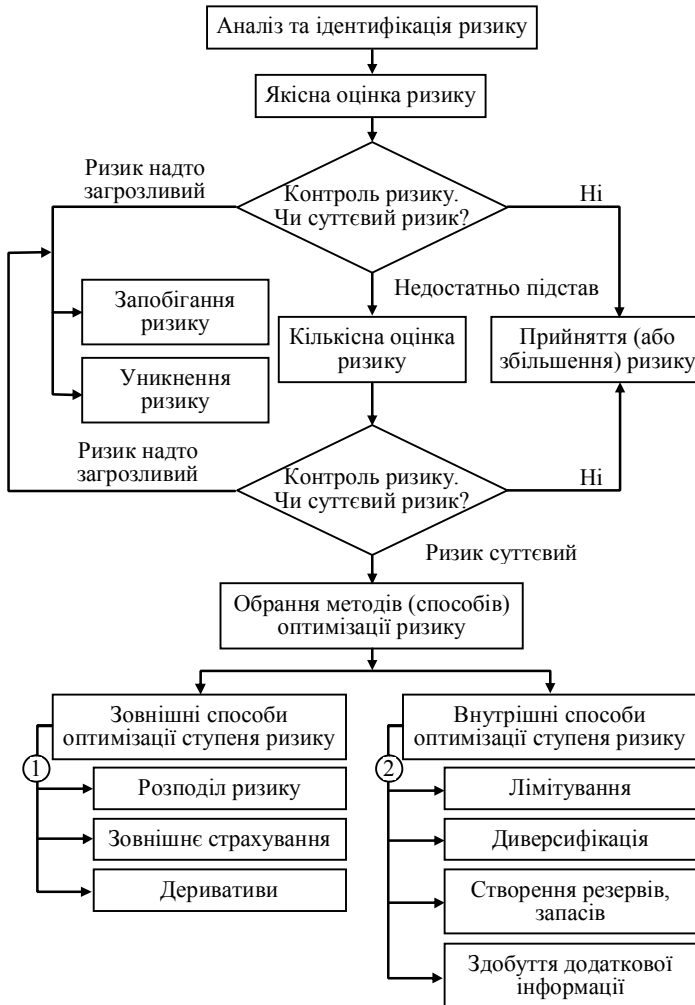 Аналіз та ідентифікація ризику
Якісна оцінка ризику
Ризик надто
загрозливий
Контроль ризику.
Чи суттєвий ризик?
Ні
Недостатньо підстав
Запобігання
ризику
Кількісна оцінка
ризику
Прийняття (або
збільшення) ризику
Уникнення
ризику
Ризик надто
загрозливий
Контроль ризику.
Чи суттєвий ризик?
Ні
Ризик суттєвий
Обрання методів (способів)
оптимізації ризику
Зовнішні способи
оптимізації ступеня ризику
1
Розподіл ризику
Зовнішнє страхування
Деривативи
Внутрішні способи
оптимізації ступеня ризику
2
Лімітування
Диверсифікація
Створення резервів,
запасів
Здобуття додаткової
інформації